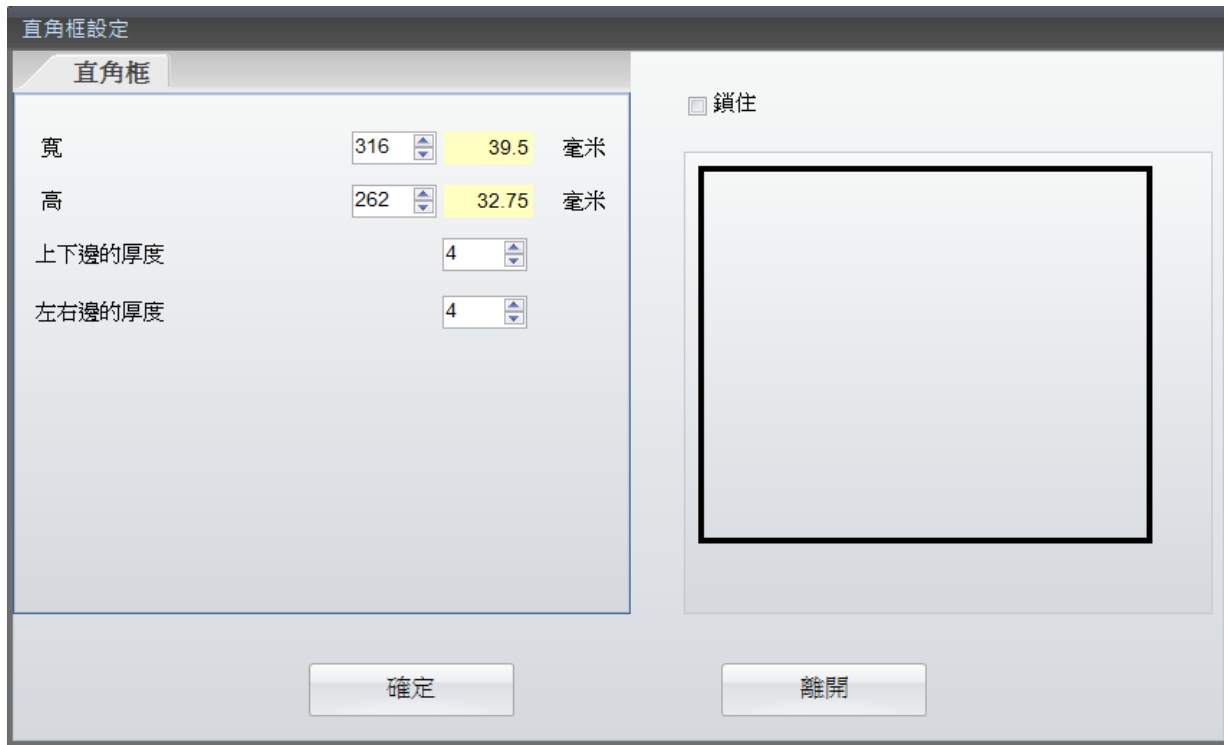 直角框設定
直角框
鎖住
寬 316 39.5 毫米
高 262 32.75 毫米
上下邊的厚度 4
左右邊的厚度 4
確定 離開